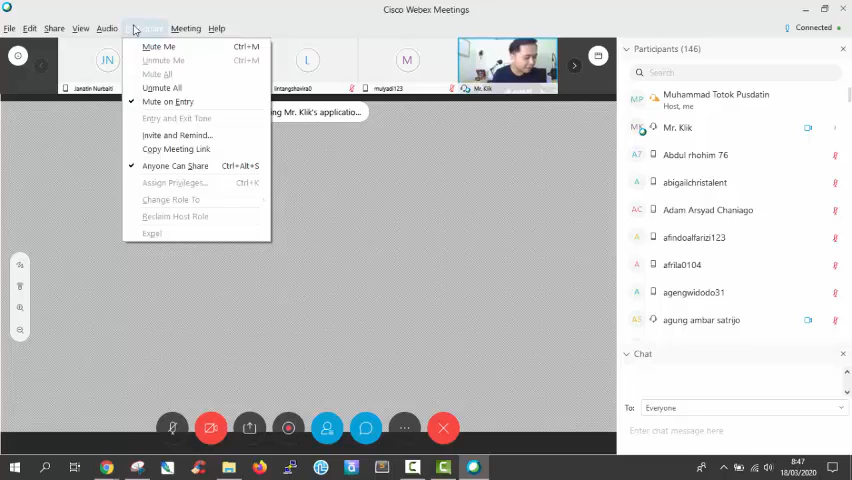 Cisco Webex Meetings
File Edit Share View Audio Participant Meeting Help
Connected
Mute Me Ctrl+M
Unmute Me Ctrl+M
Mute All
Unmute All
Mute on Entry
Entry and Exit Tone
Invite and Remind...
Copy Meeting Link
Anyone Can Share Ctrl+Alt+S
Assign Privileges... Ctrl+K
Change Role To
Reclaim Host Role
Expel
JN
L
M
Janatin Nurbaiti
lintangshavira0
mulyadi123
Mr. Klik
ng Mr. Klik's applicatio...
Participants (146)
Search
MP Muhammad Totok Pusdatin
Host, me
MK Mr. Klik
A7 Abdul rhohim 76
A abigailchristalent
AC Adam Arsyad Chaniago
A afindoalfarizi123
A afrila0104
A agengwidodo31
AS agung ambar satrijo
Chat
To: Everyone
Enter chat message here
8:47
18/03/2020